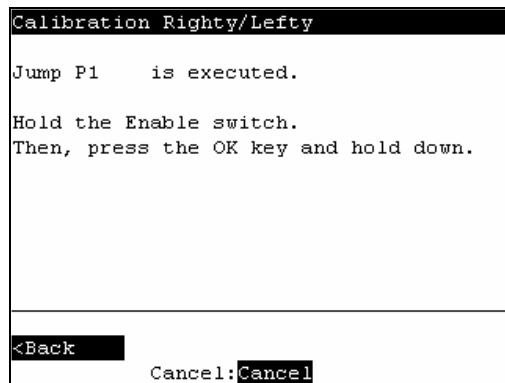 Calibration Righty/Lefty
Jump P1 is executed.
Hold the Enable switch.
Then, press the OK key and hold down.
<Back
Cancel:Cancel